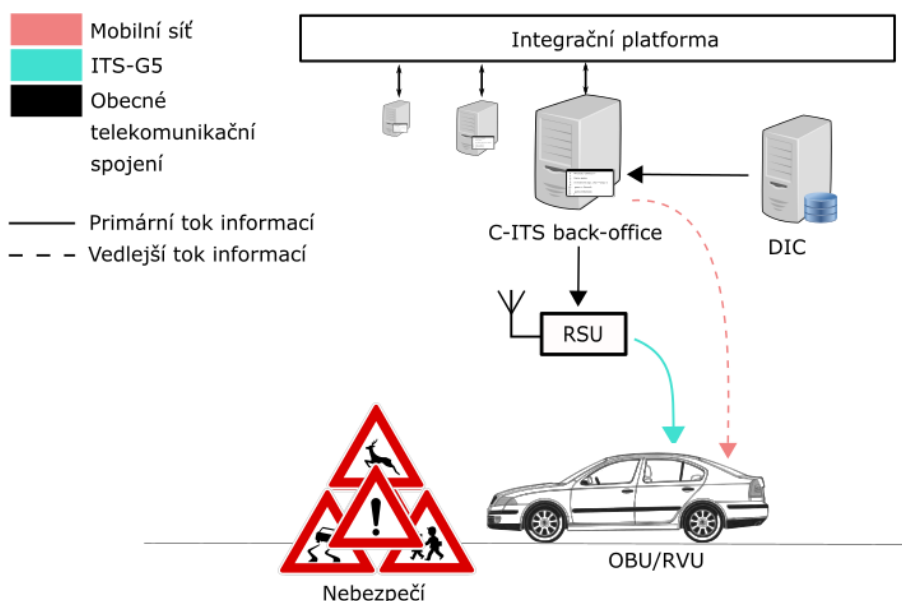 Mobilní síť
ITS-G5
Obecné
telekomunikační
spojení
Primární tok informací
Vedlejší tok informací
Integrační platforma
C-ITS back-office
DIC
RSU
OBU/RVU
Nebezpečí